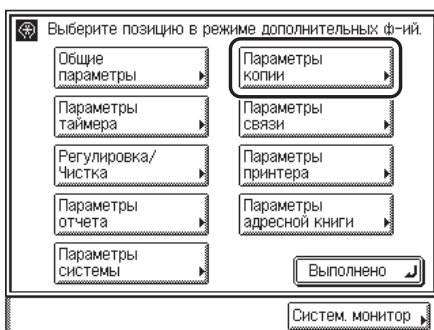 Выберите позицию в режиме дополнительных ф-ий.
Общие
параметры
Параметры
копии
Параметры
таймера
Параметры
связи
Регулировка/
Чистка
Параметры
принтера
Параметры
отчета
Параметры
адресной книги
Параметры
системы
Выполнено
Систем. монитор